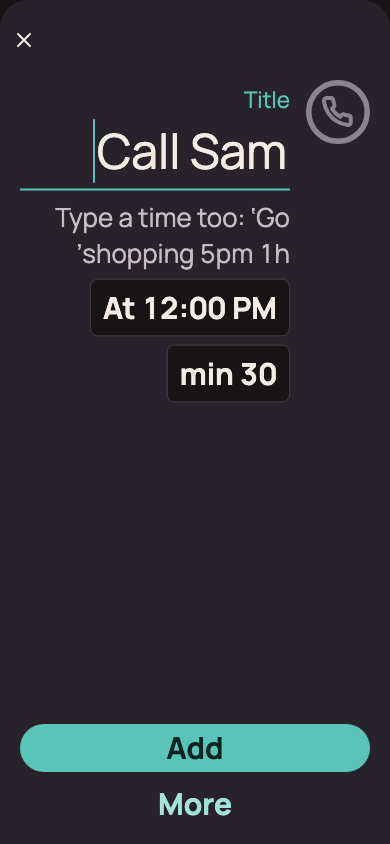 Title
Call Sam
Type a time too: ‘Go
’shopping 5pm 1h
At 12:00 PM
min 30
Add
More